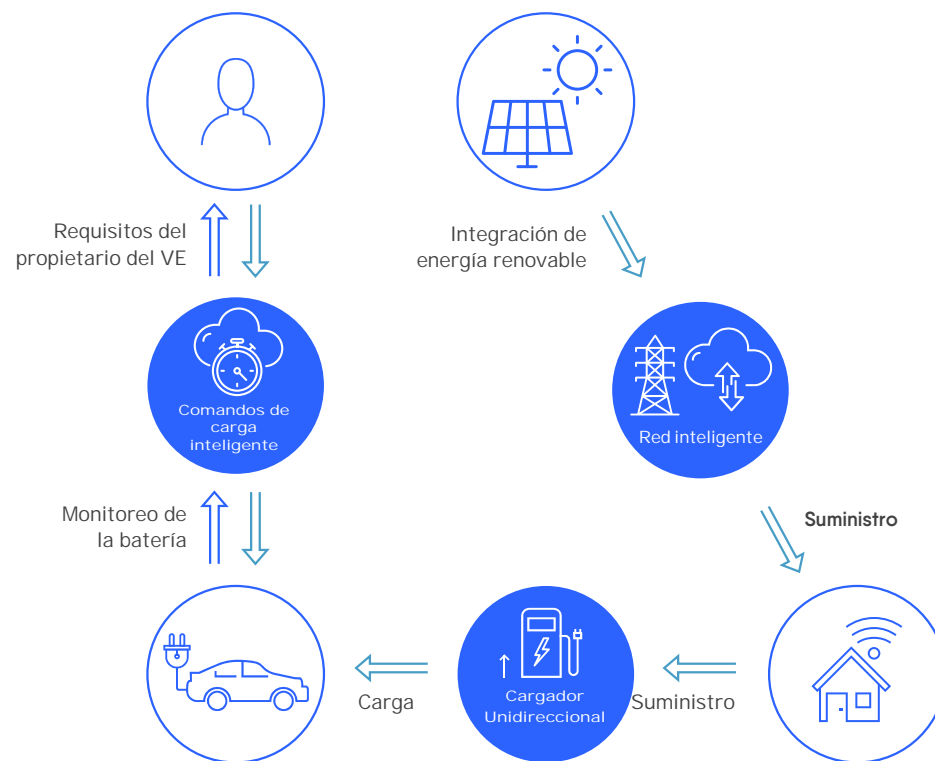 Requisitos del
propietario del VE
Integración de
energía renovable
Comandos de
carga
inteligente
Red inteligente
Monitoreo de
la batería
Suministro
Carga
Cargador
Unidireccional
Suministro